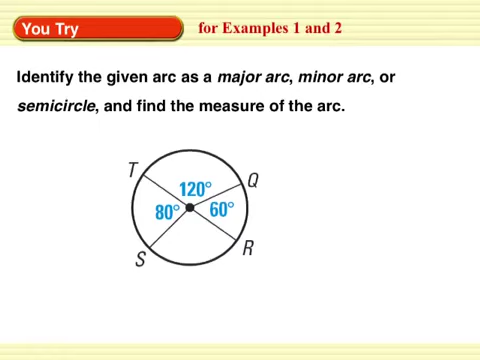 You Try
for Examples 1 and 2
Identify the given arc as a major arc, minor arc, or
semicircle, and find the measure of the arc.
T
120°
Q
80°
60°
S
R